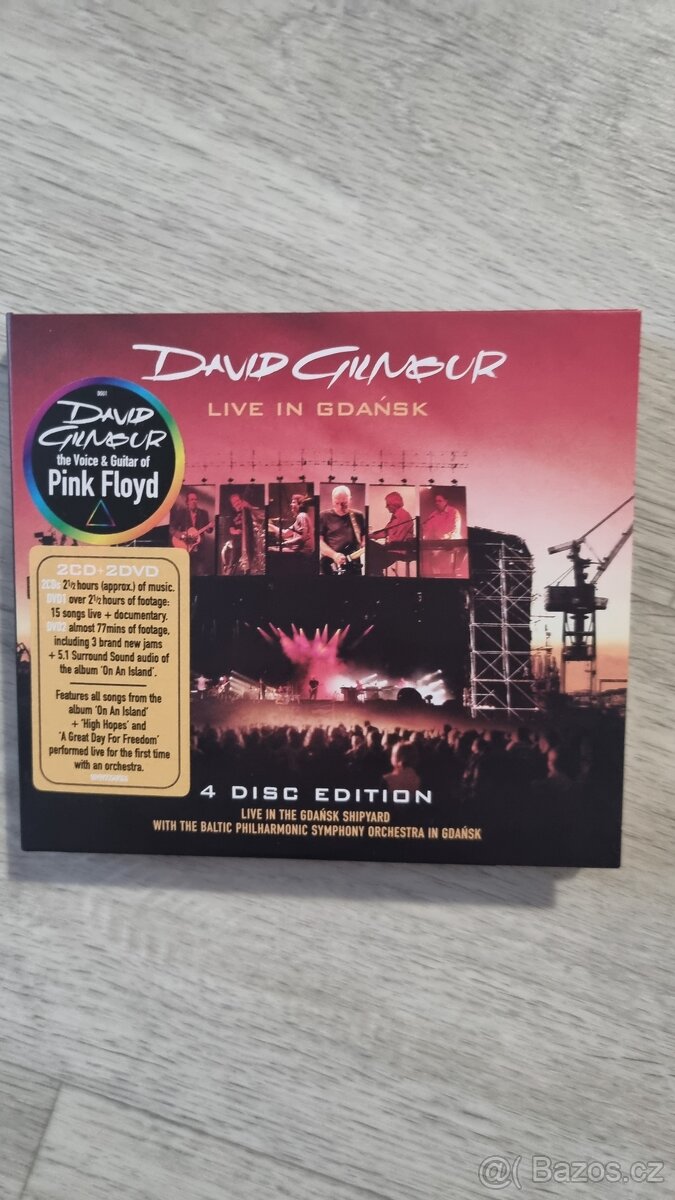 DAVID GILMOUR
LIVE IN GDAŃSK
DG01
DAVID
GILMOUR
the Voice & Guitar of
Pink Floyd
2CD+2DVD
2CDs 2½ hours (approx.) of music.
DVD1 over 2½ hours of footage:
15 songs live + documentary.
DVD2 almost 77mins of footage,
including 3 brand new jams
+ 5.1 Surround Sound audio of
the album 'On An Island'.
Features all songs from the
album 'On An Island'
+ 'High Hopes' and
'A Great Day For Freedom'
performed live for the first time
with an orchestra.
4 DISC EDITION
LIVE IN THE GDAŃSK SHIPYARD
WITH THE BALTIC PHILHARMONIC SYMPHONY ORCHESTRA IN GDAŃSK
@( Bazos.cz